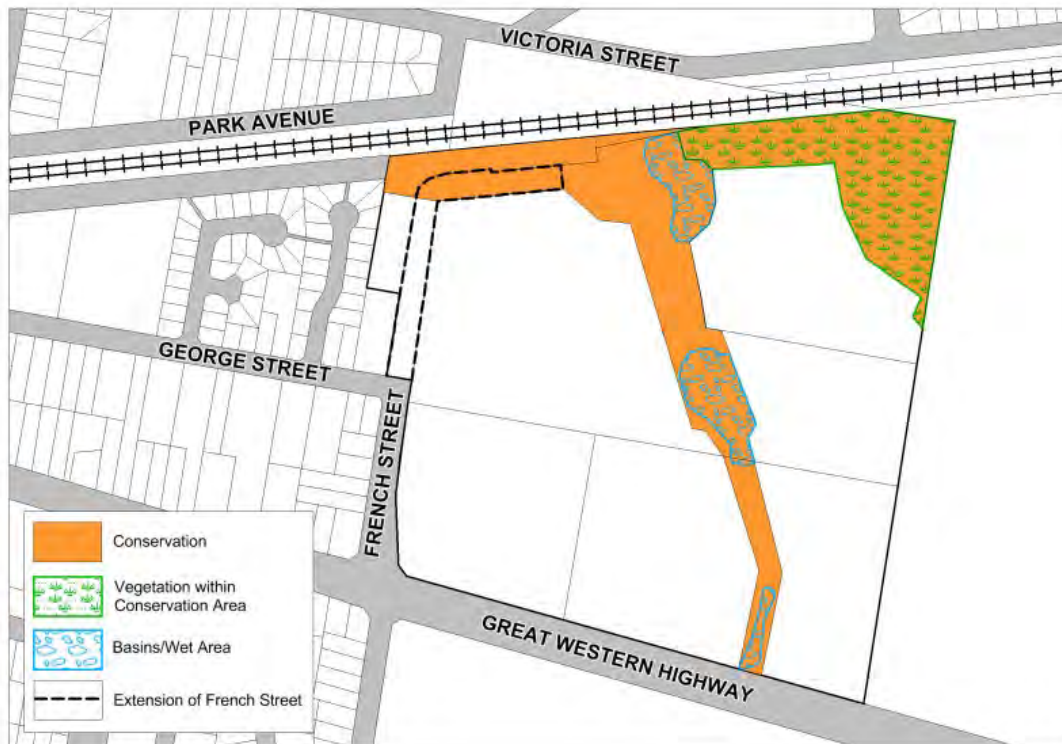 VICTORIA STREET
PARK AVENUE
GEORGE STREET
FRENCH STREET
GREAT WESTERN HIGHWAY
Conservation
Vegetation within
Conservation Area
Basins/Wet Area
Extension of French Street